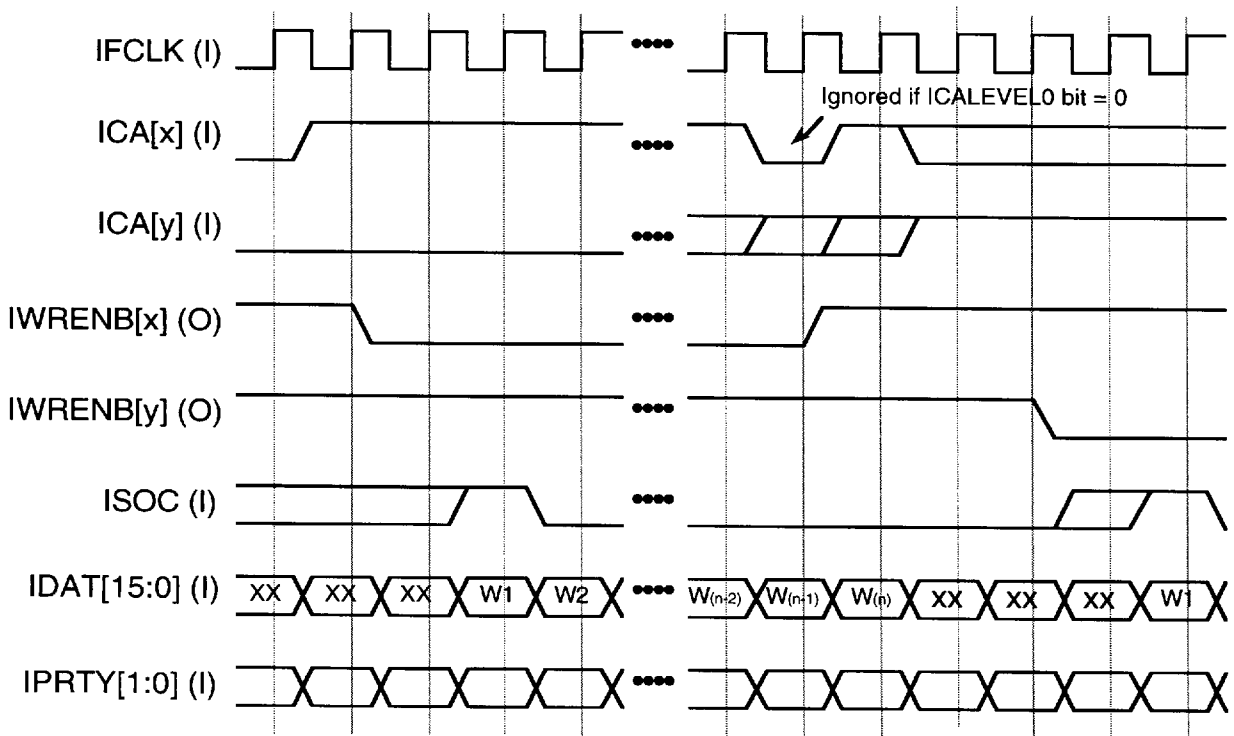 IFCLK (I)
Ignored if ICALEVEL0 bit = 0
ICA[x] (I)
ICA[y] (I)
IWRENB[x] (O)
IWRENB[y] (O)
ISOC (I)
IDAT[15:0] (I) XX XX XX W1 W2 W(n-2) W(n-1) W(n) XX XX XX W1
IPRTY[1:0] (I)